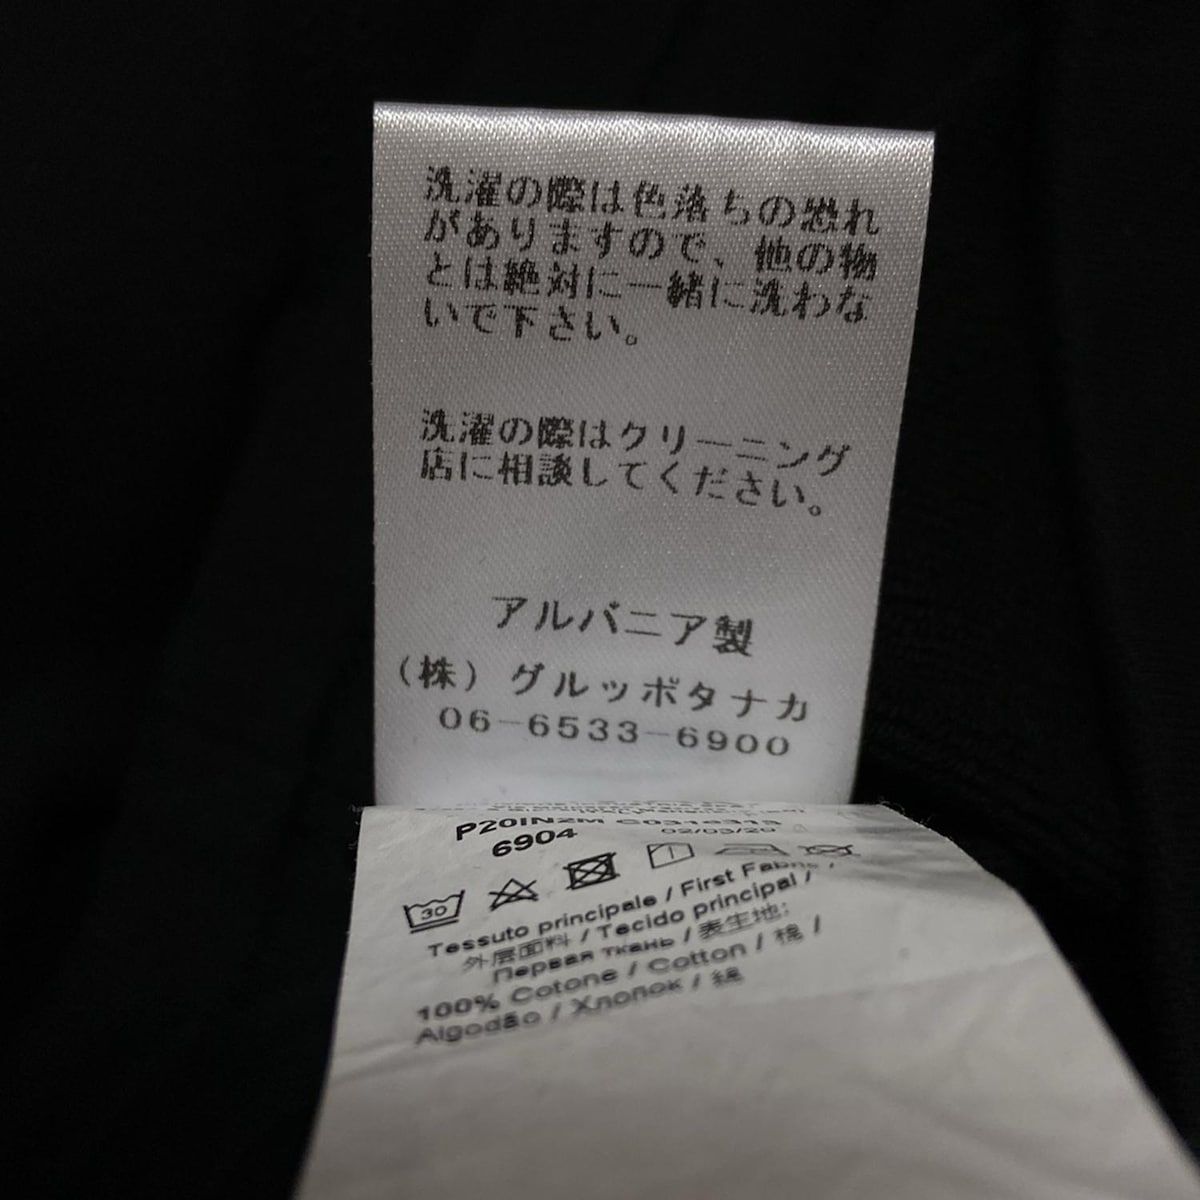 洗濯の際は色落ちの恐れ
がありますので、他の物
とは絶対に一緒に洗わな
いで下さい。
洗濯の際はクリーニング
店に相談してください。
アルバニア製
（株）グルッポタナカ
06-6533-6900
P20IN2M C0316313
6904 02/03/20
30
Tessuto principale / First Fabric /
外层面料 / Tecido principal /
Первая ткань / 表生地:
100% Cotone / Cotton / 棉 /
Algodão / Хлопок / 綿